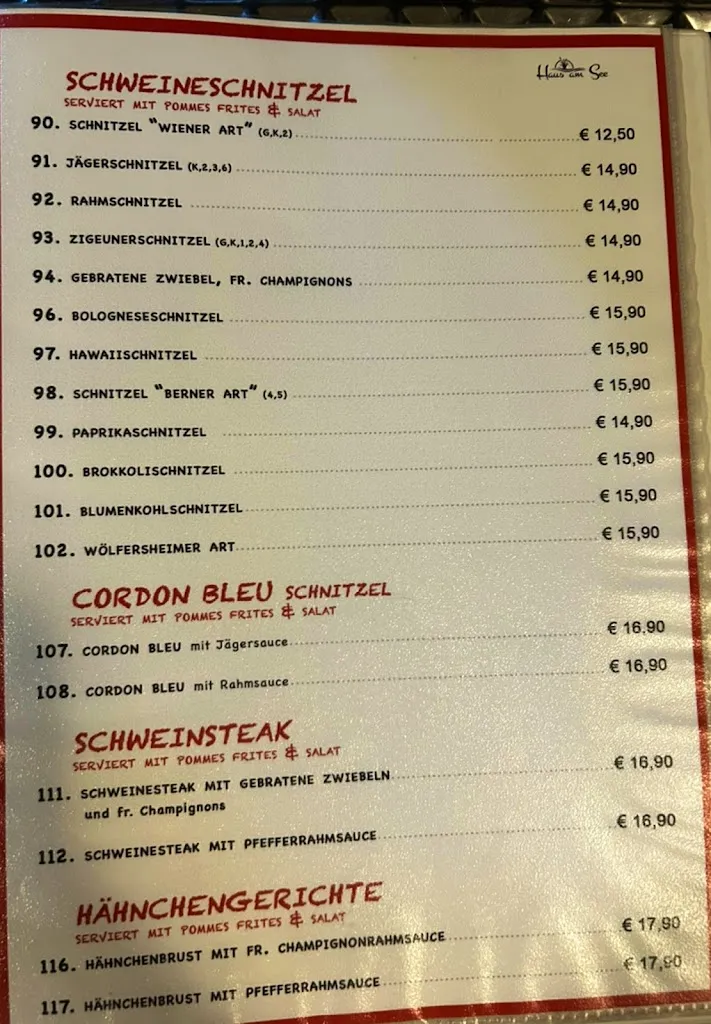 Haus am See
SCHWEINESCHNITZEL
SERVIERT MIT POMMES FRITES & SALAT
90. SCHNITZEL "WIENER ART" (G,K,2) € 12,50
91. JÄGERSCHNITZEL (K,2,3,6) € 14,90
92. RAHMSCHNITZEL € 14,90
93. ZIGEUNERSCHNITZEL (G,K,1,2,4) € 14,90
94. GEBRATENE ZWIEBEL, FR. CHAMPIGNONS € 14,90
96. BOLOGNESESCHNITZEL € 15,90
97. HAWAIISCHNITZEL € 15,90
98. SCHNITZEL "BERNER ART" (4,5) € 15,90
99. PAPRIKASCHNITZEL € 14,90
100. BROKKOLISCHNITZEL € 15,90
101. BLUMENKOHLSCHNITZEL € 15,90
102. WÖLFERSHEIMER ART € 15,90
CORDON BLEU SCHNITZEL
SERVIERT MIT POMMES FRITES & SALAT
107. CORDON BLEU mit Jägersauce € 16,90
108. CORDON BLEU mit Rahmsauce € 16,90
SCHWEINSTEAK
SERVIERT MIT POMMES FRITES & SALAT
111. SCHWEINESTEAK MIT GEBRATENE ZWIEBELN € 16,90
und fr. Champignons
112. SCHWEINESTEAK MIT PFEFFERRAHMSAUCE € 16,90
HÄHNCHENGERICHTE
SERVIERT MIT POMMES FRITES & SALAT
116. HÄHNCHENBRUST MIT FR. CHAMPIGNONRAHMSAUCE € 17,90
117. HÄHNCHENBRUST MIT PFEFFERRAHMSAUCE € 17,90